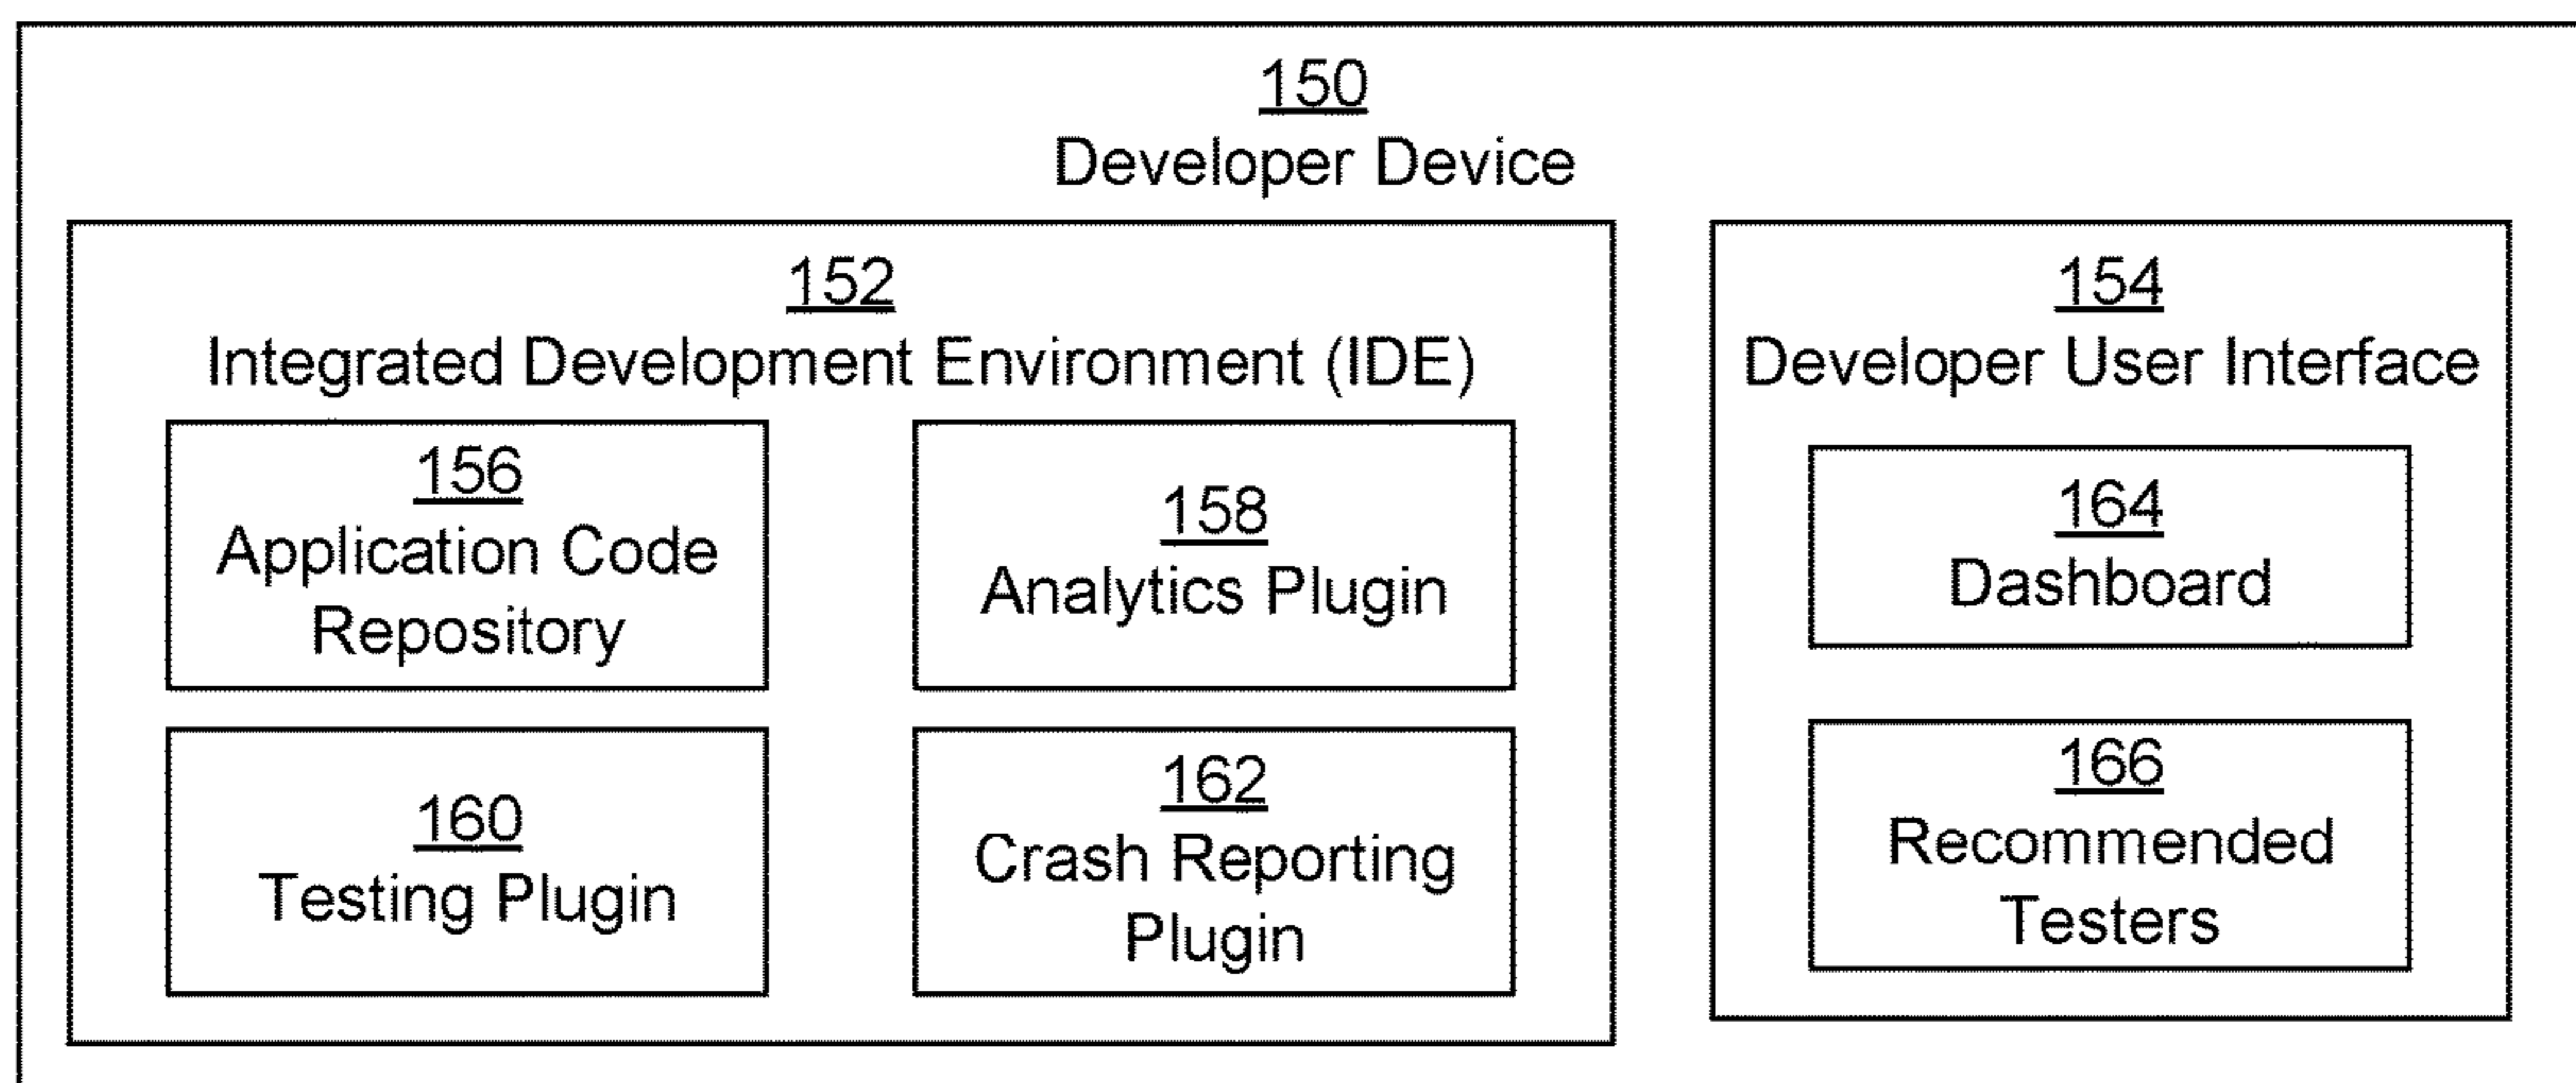 150
Developer Device
152
Integrated Development Environment (IDE)
156
Application Code
Repository
158
Analytics Plugin
160
Testing Plugin
162
Crash Reporting
Plugin
154
Developer User Interface
164
Dashboard
166
Recommended
Testers